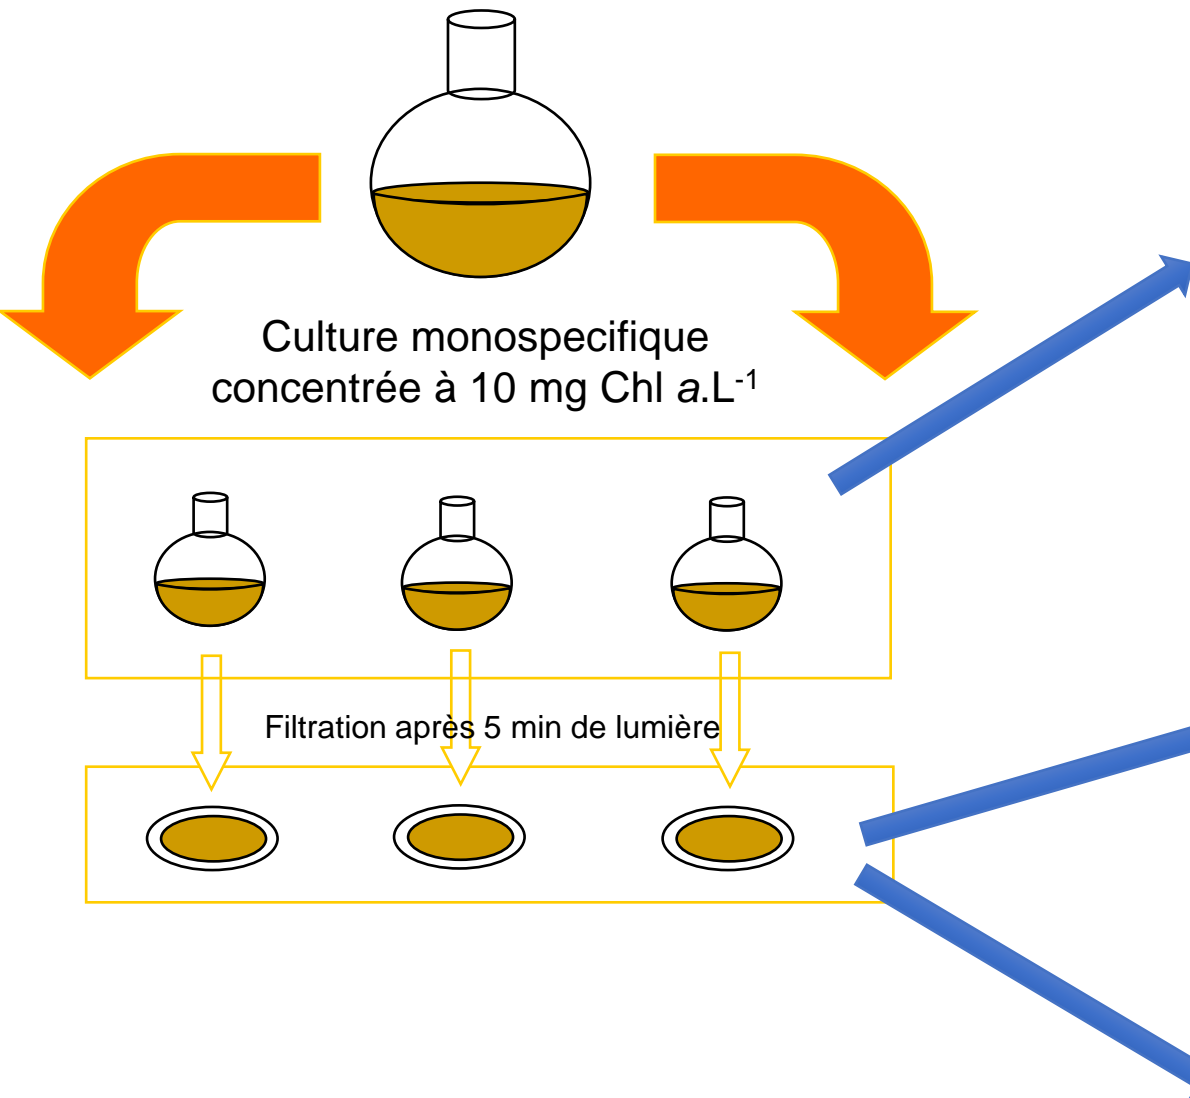 Culture monospecifique
concentrée à 10 mg Chl a.L⁻¹
Filtration après 5 min de lumière